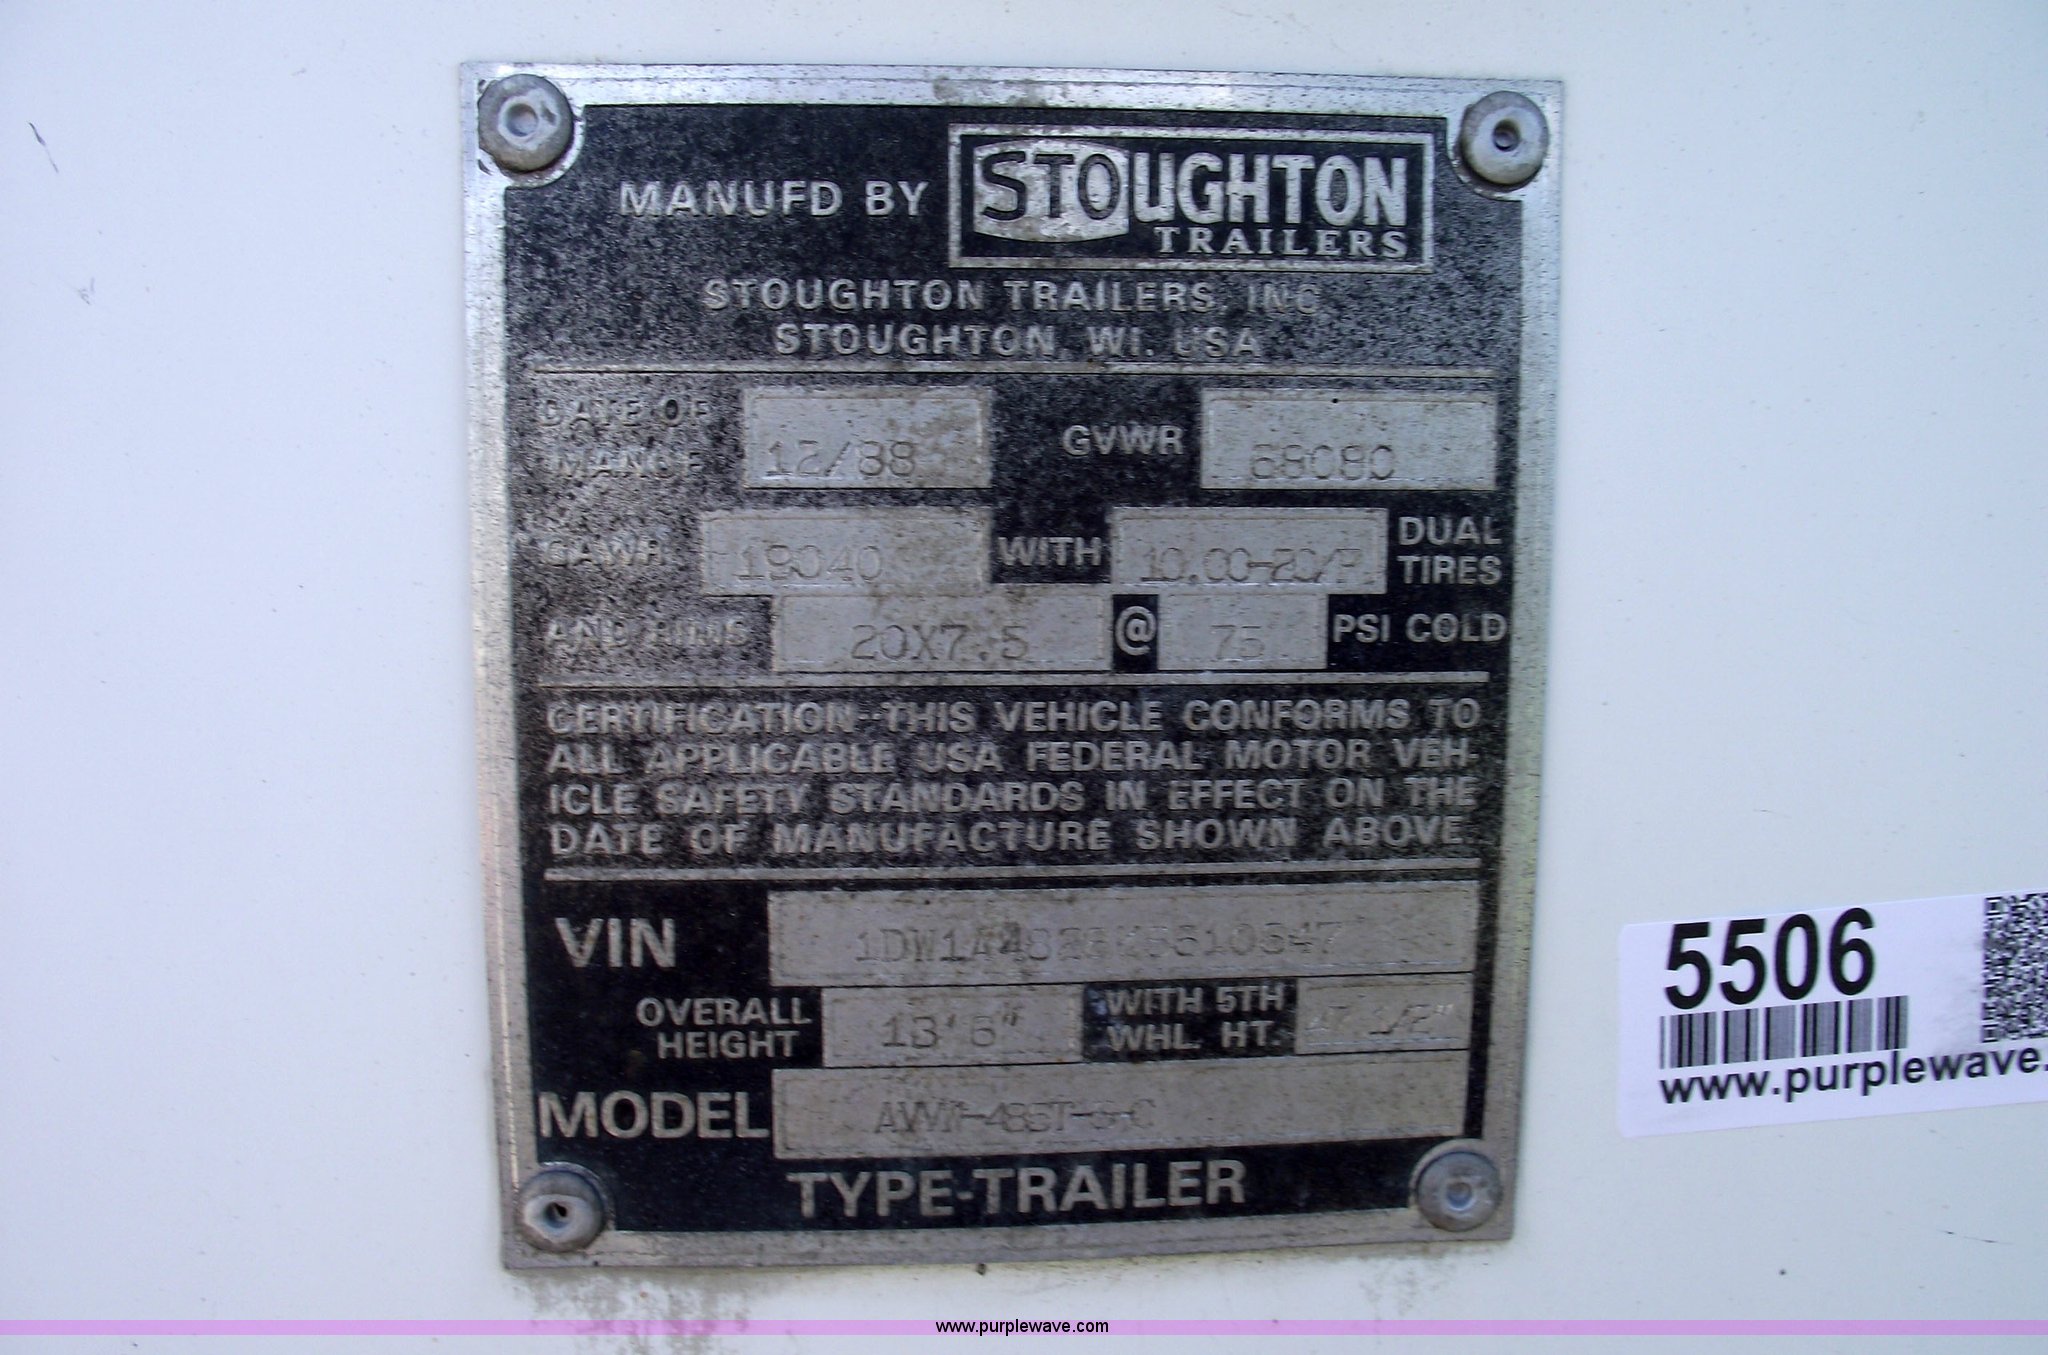 MANUFD BY STOUGHTON
TRAILERS
STOUGHTON TRAILERS, INC
STOUGHTON, WI. USA
DATE OF
MANUF 12/88 GVWR 68080
GAWR 19040 WITH 10.00-20/F DUAL
TIRES
AND RIMS 20X7.5 @ 75 PSI COLD
CERTIFICATION--THIS VEHICLE CONFORMS TO
ALL APPLICABLE USA FEDERAL MOTOR VEH-
ICLE SAFETY STANDARDS IN EFFECT ON THE
DATE OF MANUFACTURE SHOWN ABOVE.
VIN
OVERALL
HEIGHT 13'6" WITH 5TH
WHL. HT. 47 1/2"
MODEL
TYPE-TRAILER
5506
www.purplewave.
www.purplewave.com